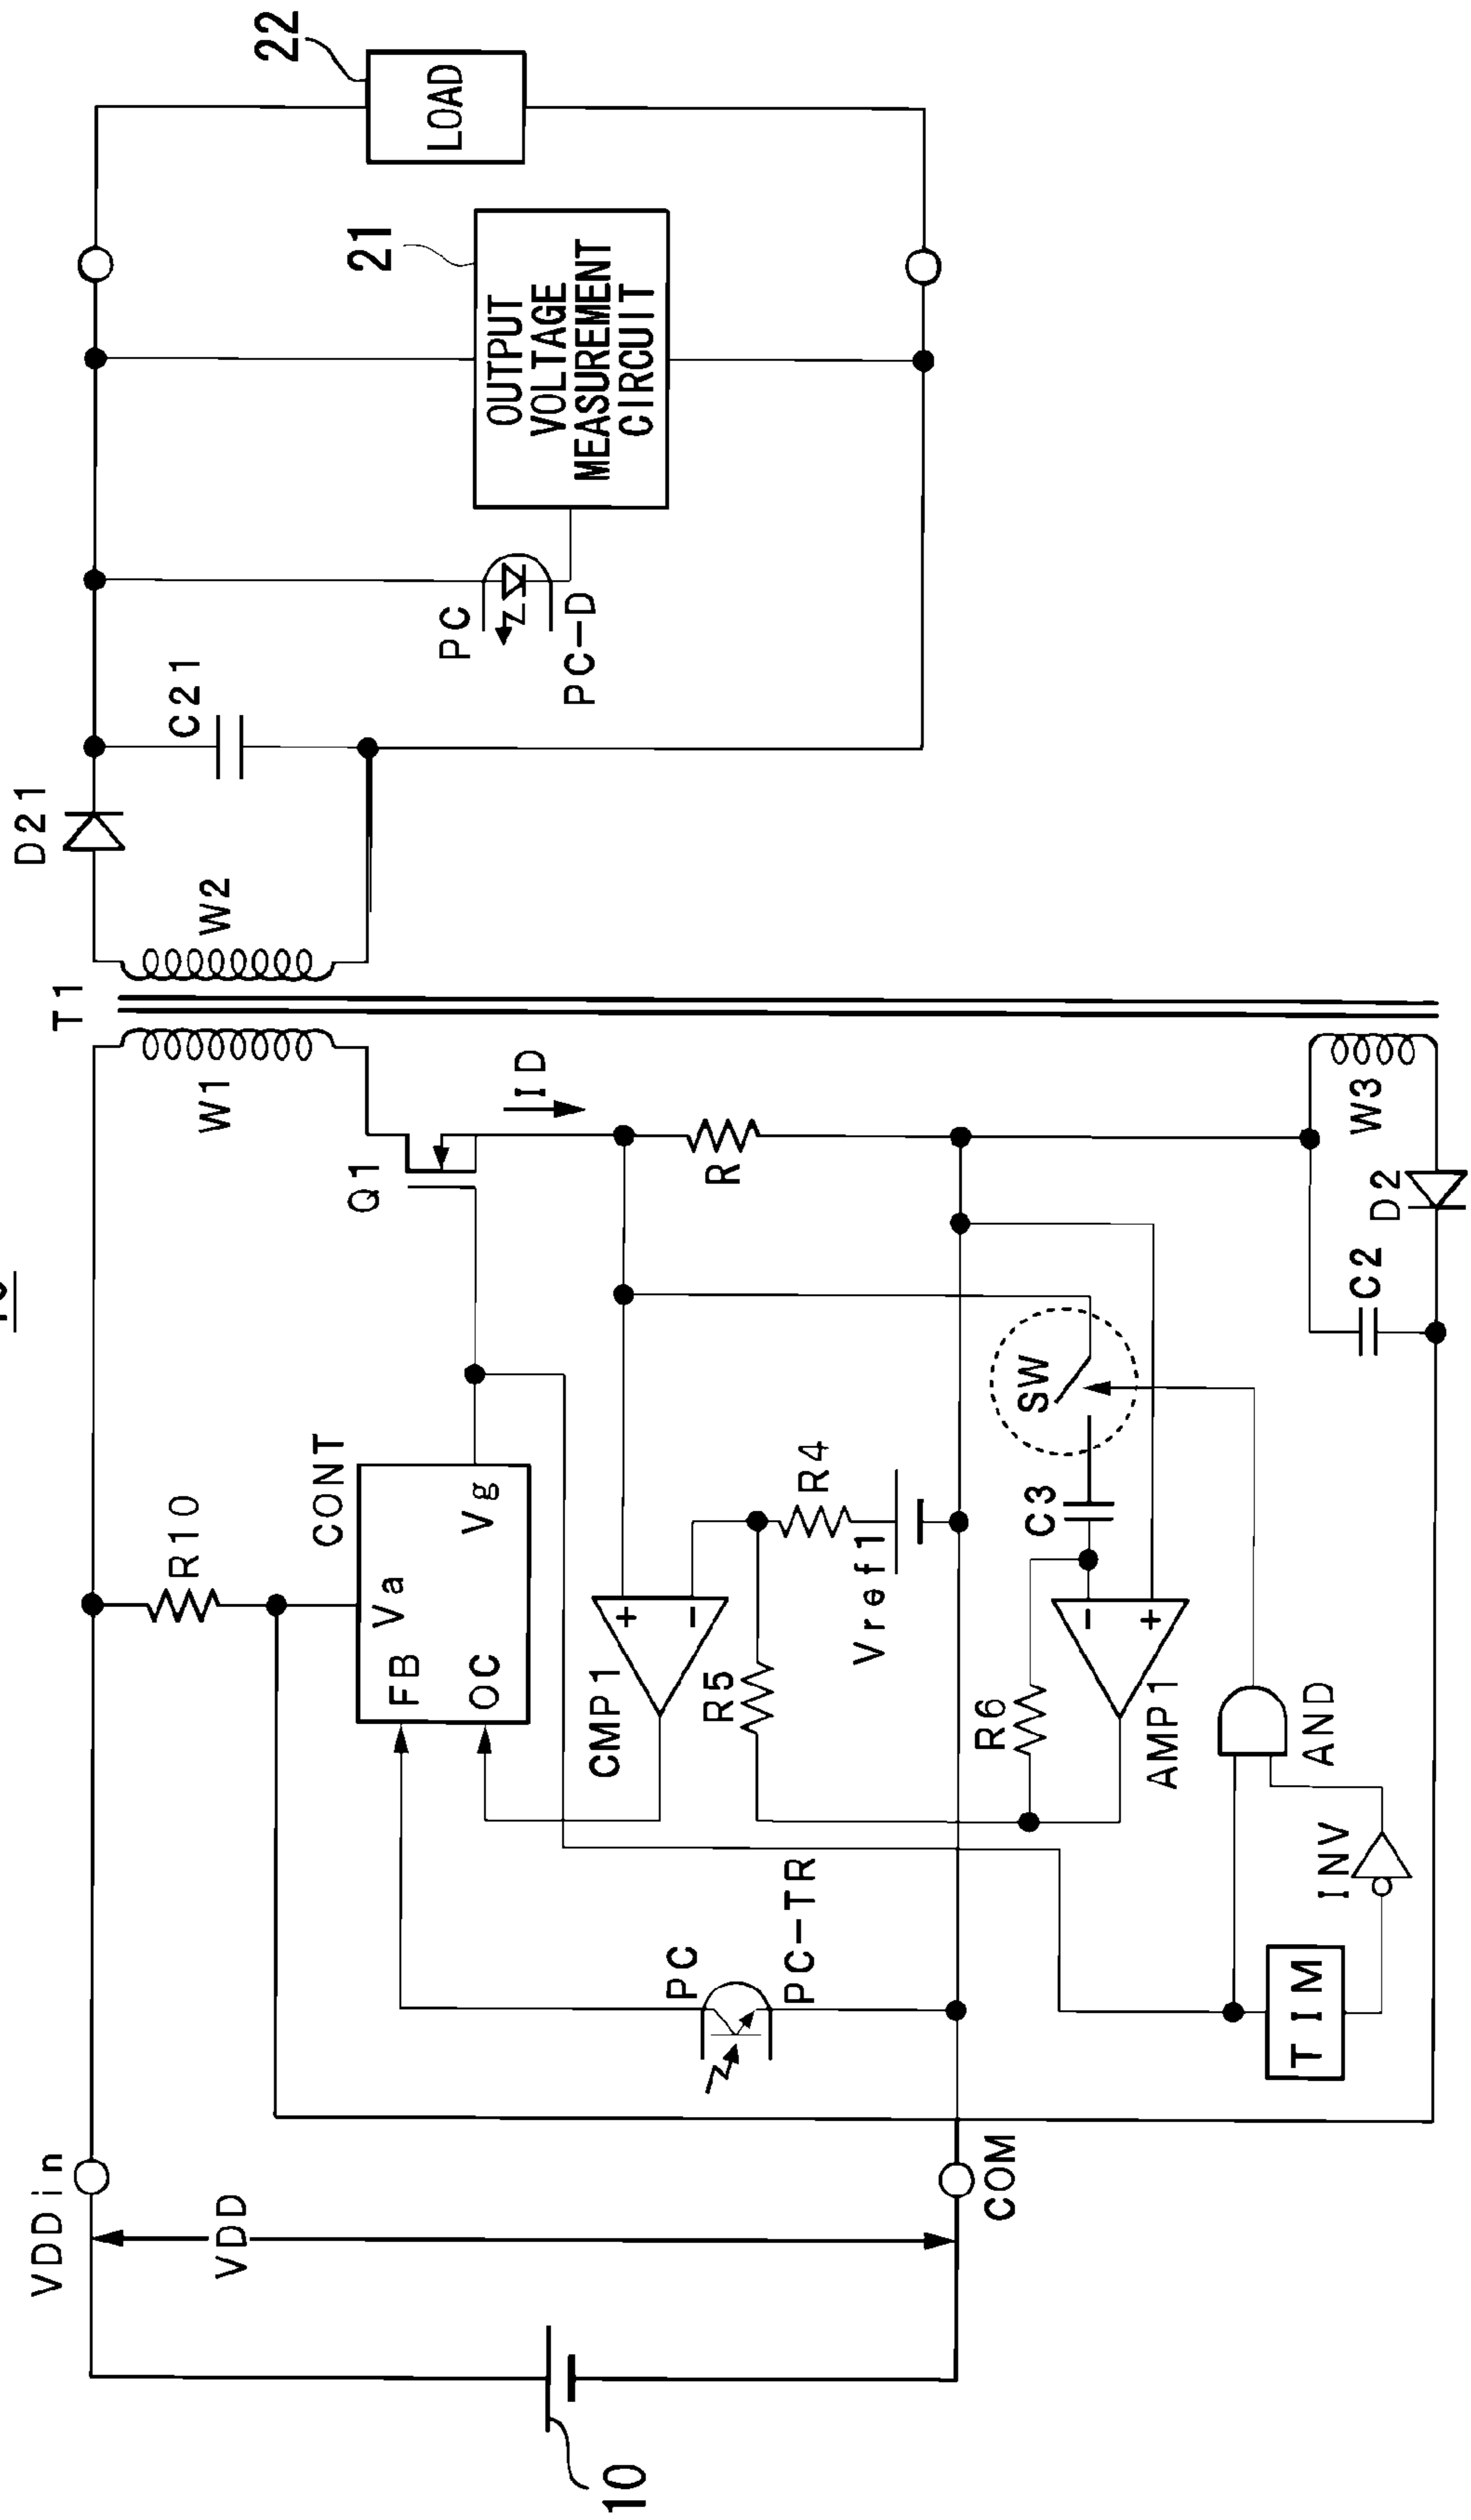 VDDin
VDD
10
COM
R10
CONT
Va
FB
OC
Vg
PC
PC-TR
CMP1
+
-
R5
R4
Vref1
R6
C3
SW
-
+
AMP1
TIM
INV
AND
T1
W1
W2
Q1
ID
R
W3
D2
C2
D21
C21
PC
PC-D
21
OUTPUT
VOLTAGE
MEASUREMENT
CIRCUIT
22
LOAD